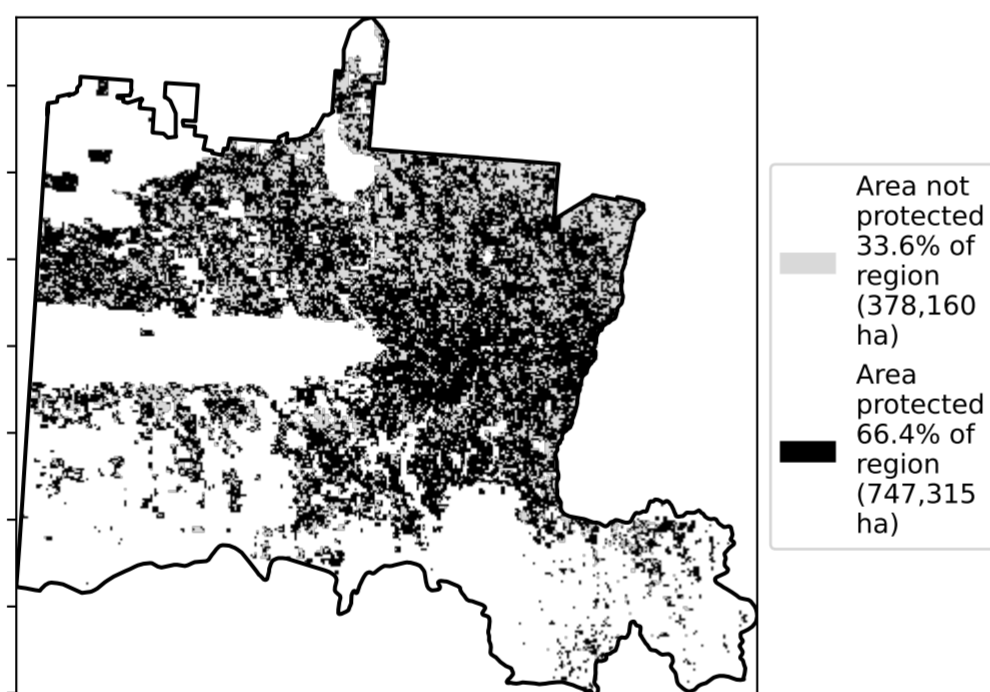 Area not
protected
33.6% of
region
(378,160
ha)
Area
protected
66.4% of
region
(747,315
ha)